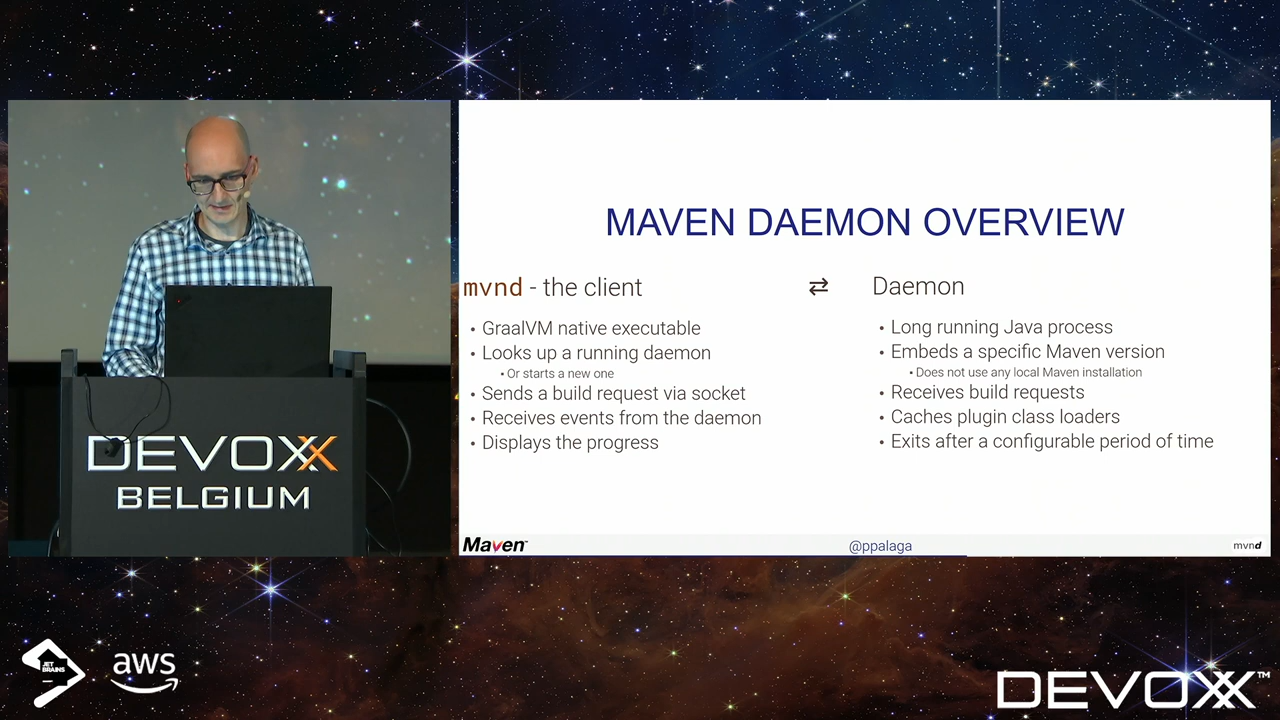 MAVEN DAEMON OVERVIEW
mvnd - the client
⇄
Daemon
• GraalVM native executable
• Looks up a running daemon
• Or starts a new one
• Sends a build request via socket
• Receives events from the daemon
• Displays the progress
• Long running Java process
• Embeds a specific Maven version
• Does not use any local Maven installation
• Receives build requests
• Caches plugin class loaders
• Exits after a configurable period of time
Maven™
@ppalaga
mvnd
DEVOXX
BELGIUM
JET
BRAINS
aws
DEVOXX™